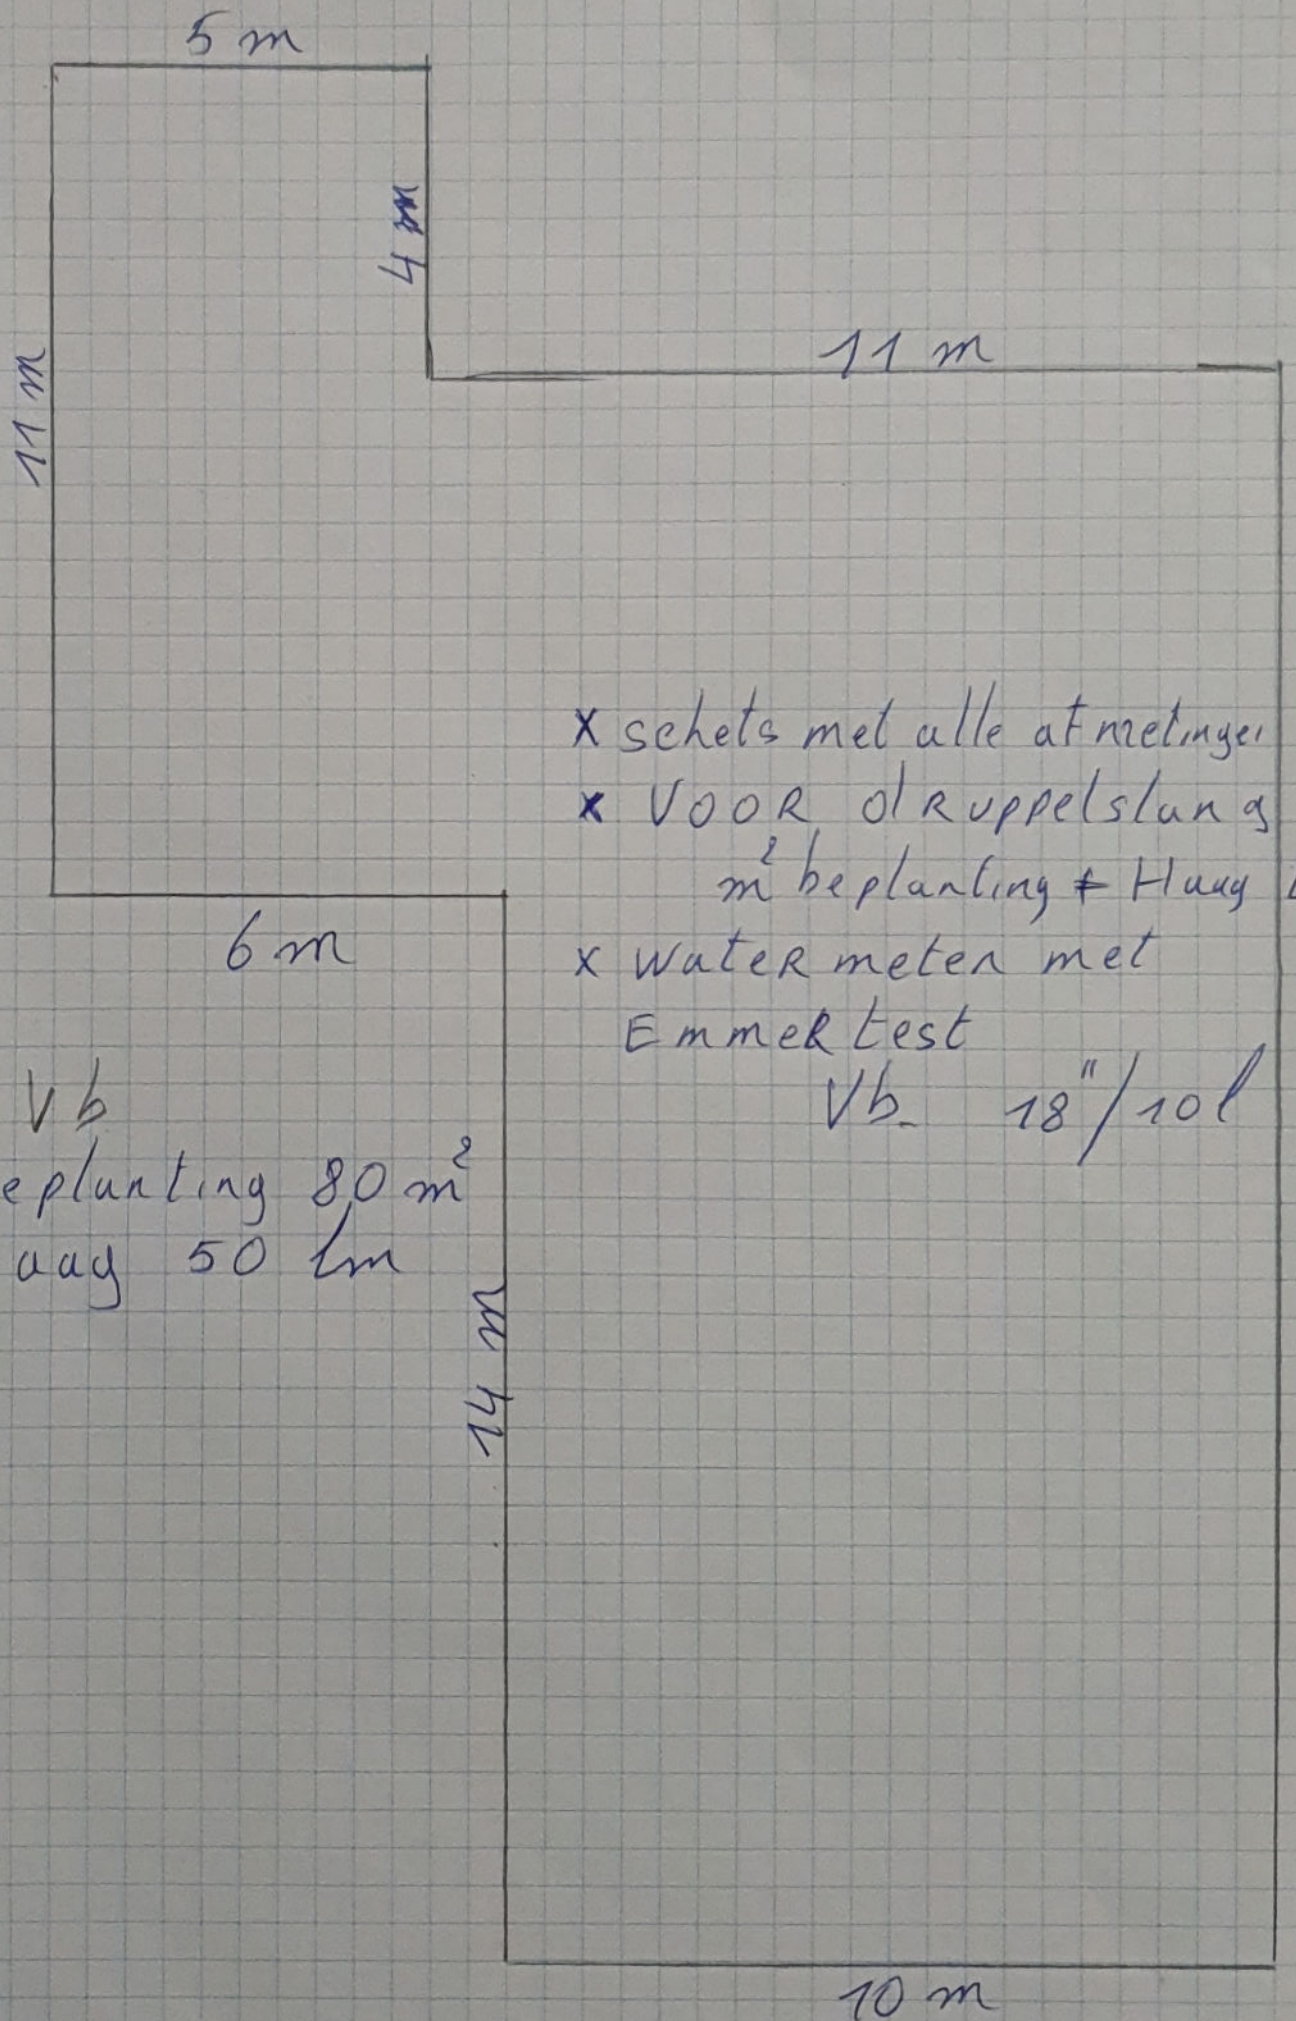 5 m
4 m
11 m
11 m
x schets met alle afmetingen
x VOOR dRuppelslang
m² beplanting + Haag
6 m
x WateR meten met
EmmeR test
Vb. 18"/10l
Vb
eplanting 80 m²
aag 50 lm
14 m
10 m